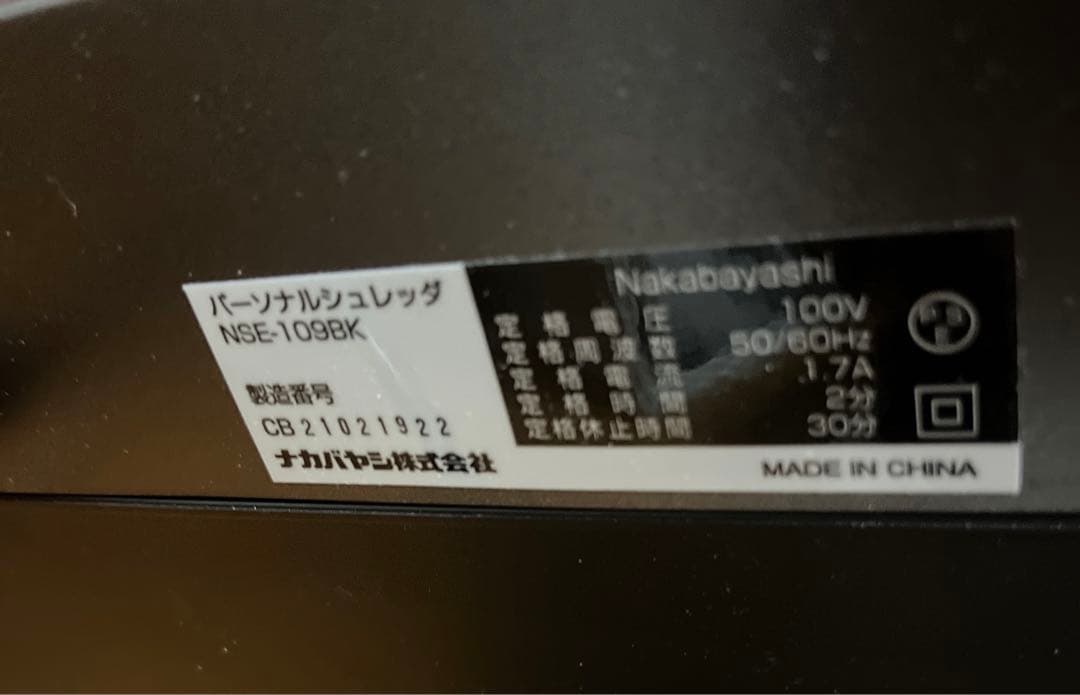 パーソナルシュレッダ
NSE-109BK
製造番号
CB21021922
ナカバヤシ株式会社
Nakabayashi
定格電圧 100V
定格周波数 50/60Hz
定格電流 1.7A
定格時間 2分
定格休止時間 30分
MADE IN CHINA